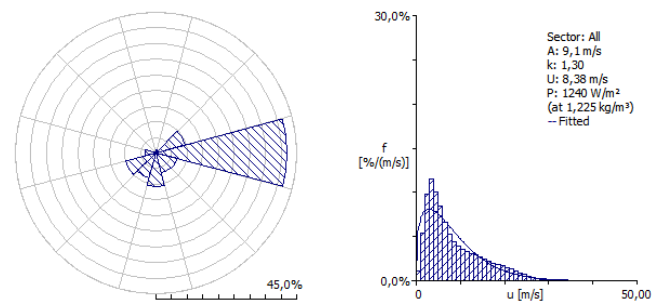 45,0%
30,0%
Sector: All
A: 9,1 m/s
k: 1,30
U: 8,38 m/s
P: 1240 W/m²
(at 1,225 kg/m³)
-- Fitted
f
[%/(m/s)]
0,0%
0
u [m/s]
50,00